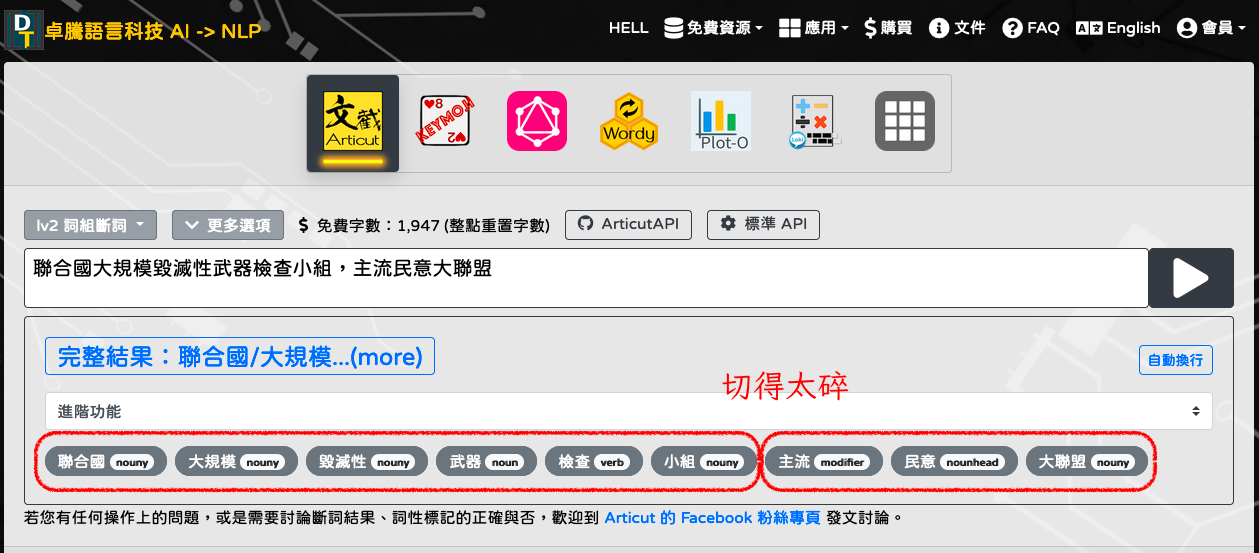 DT 卓騰語言科技 AI -> NLP HELL 免費資源 應用 購買 文件 FAQ English 會員
文截 Articut 8 KEYMOJI 2 Wordy Plot-O Loki
lv2 詞組斷詞 更多選項 $ 免費字數：1,947 (整點重置字數) ArticutAPI 標準 API
聯合國大規模毀滅性武器檢查小組，主流民意大聯盟
完整結果：聯合國/大規模...(more) 自動換行
切得太碎
進階功能
聯合國 nouny 大規模 nouny 毀滅性 nouny 武器 noun 檢查 verb 小組 nouny 主流 modifier 民意 nounhead 大聯盟 nouny
若您有任何操作上的問題，或是需要討論斷詞結果、詞性標記的正確與否，歡迎到 Articut 的 Facebook 粉絲專頁 發文討論。